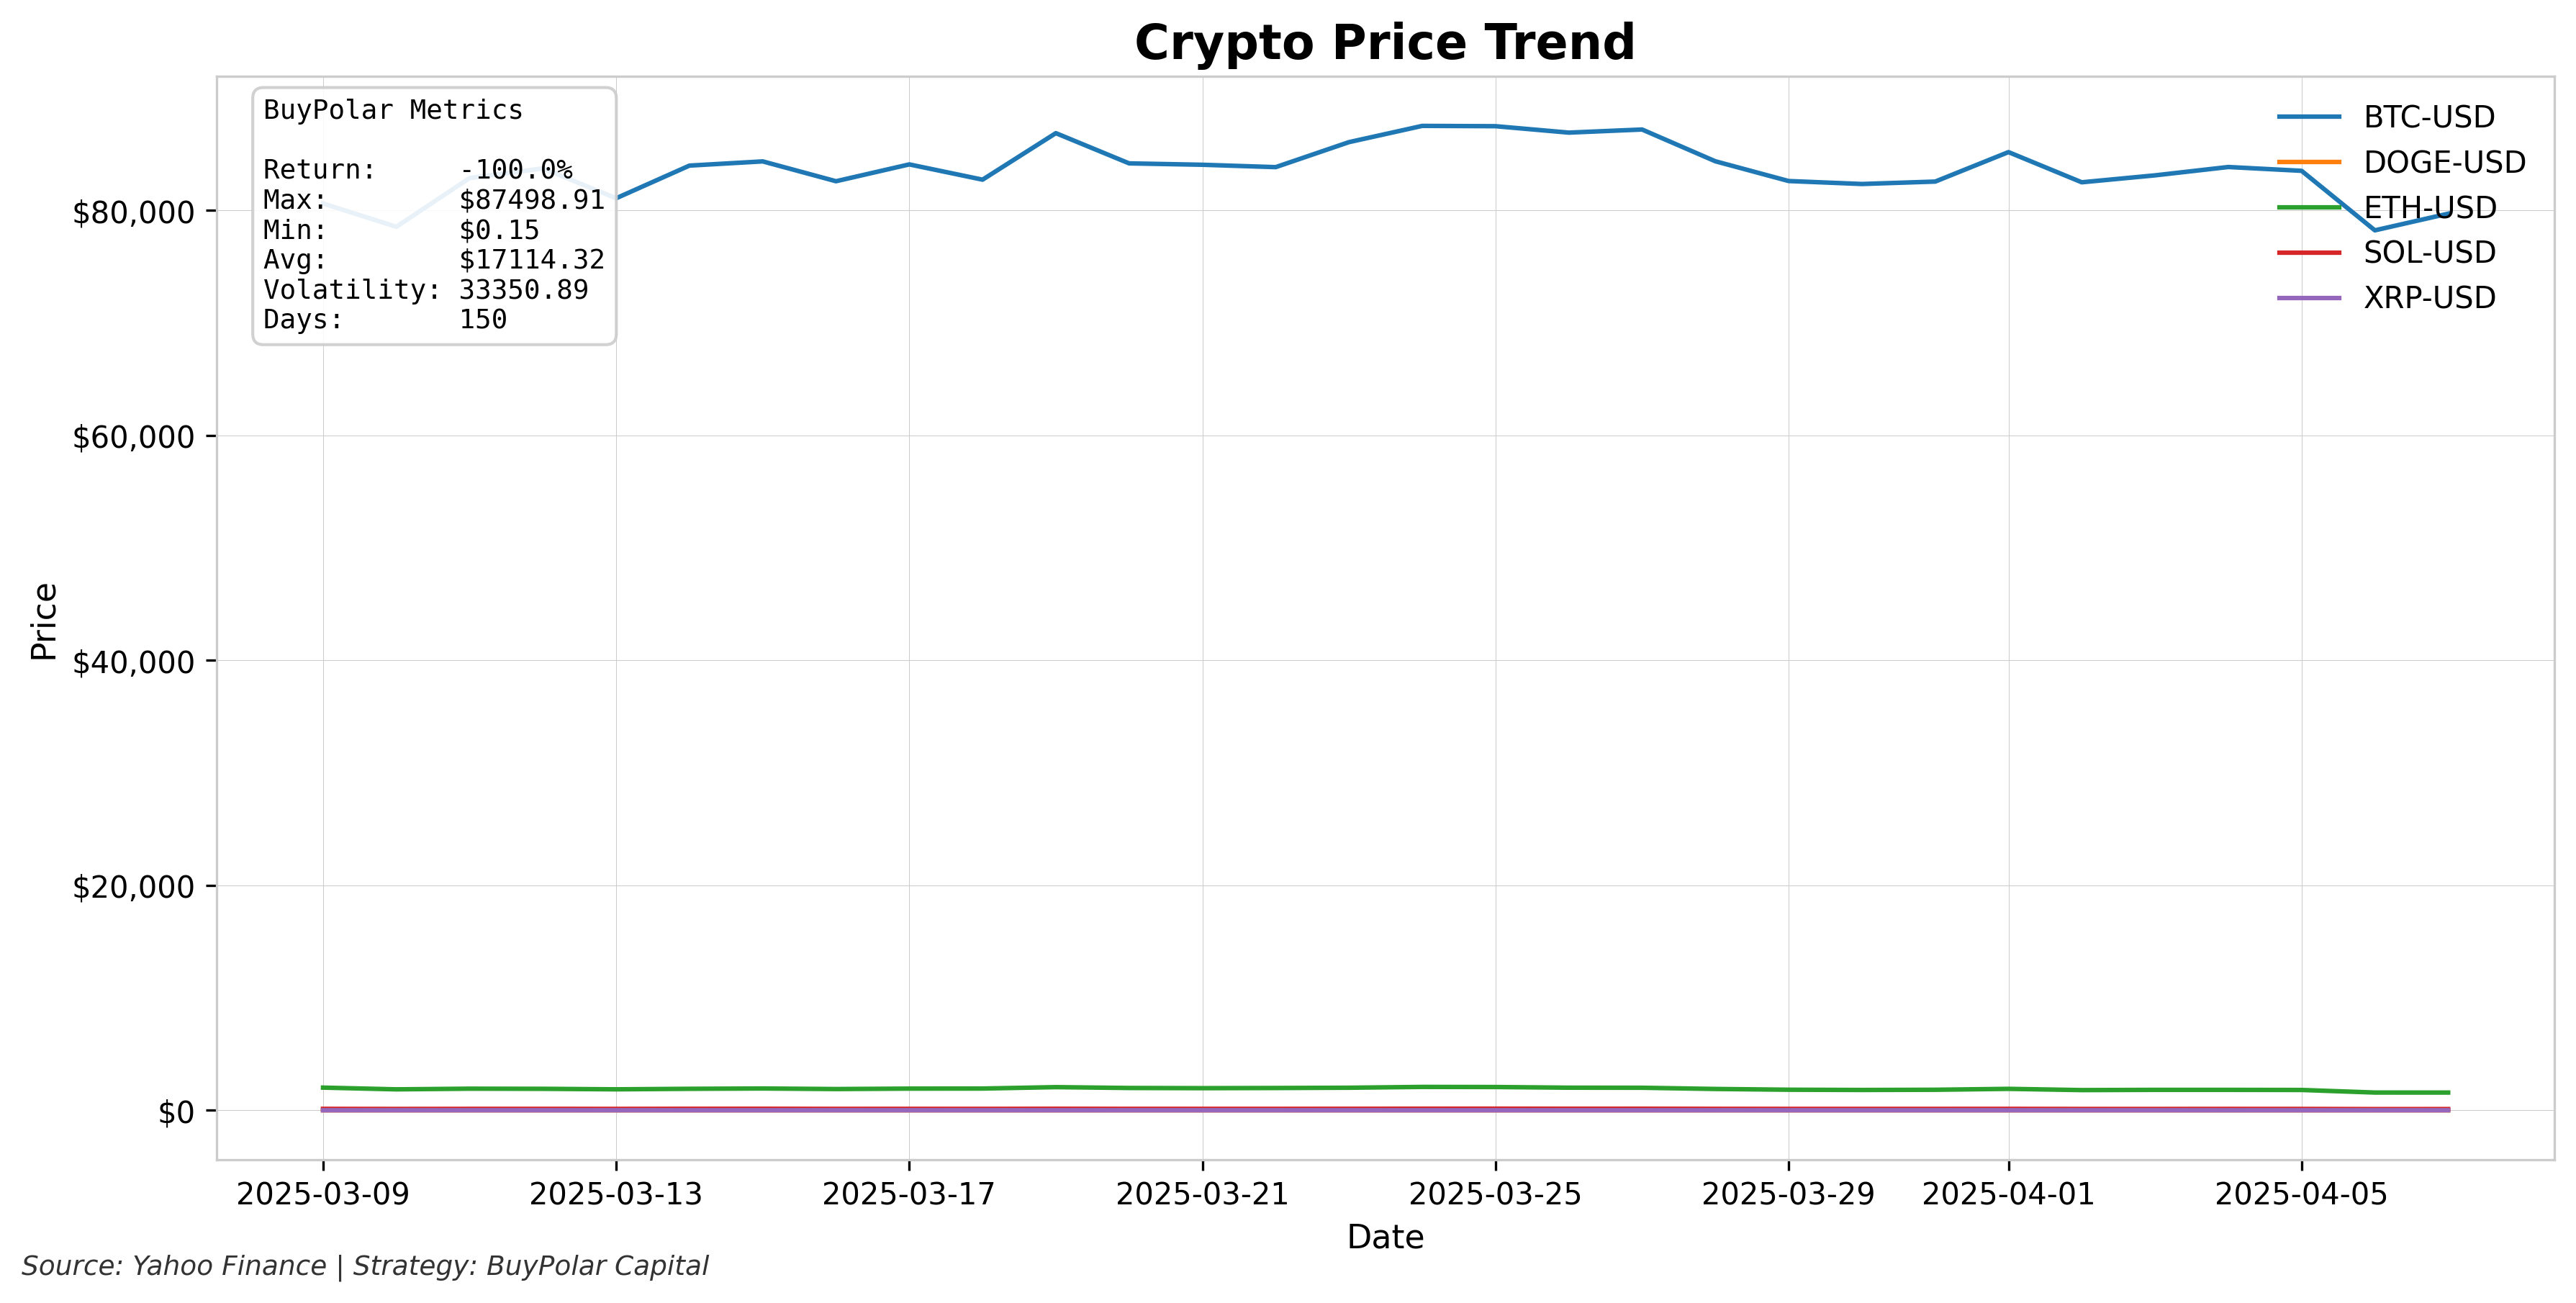 Crypto Price Trend
BuyPolar Metrics
Return: -100.0%
Max: $87498.91
Min: $0.15
Avg: $17114.32
Volatility: 33350.89
Days: 150
BTC-USD
DOGE-USD
ETH-USD
SOL-USD
XRP-USD
Price
$80,000
$60,000
$40,000
$20,000
$0
2025-03-09 2025-03-13 2025-03-17 2025-03-21 2025-03-25 2025-03-29 2025-04-01 2025-04-05
Date
Source: Yahoo Finance | Strategy: BuyPolar Capital